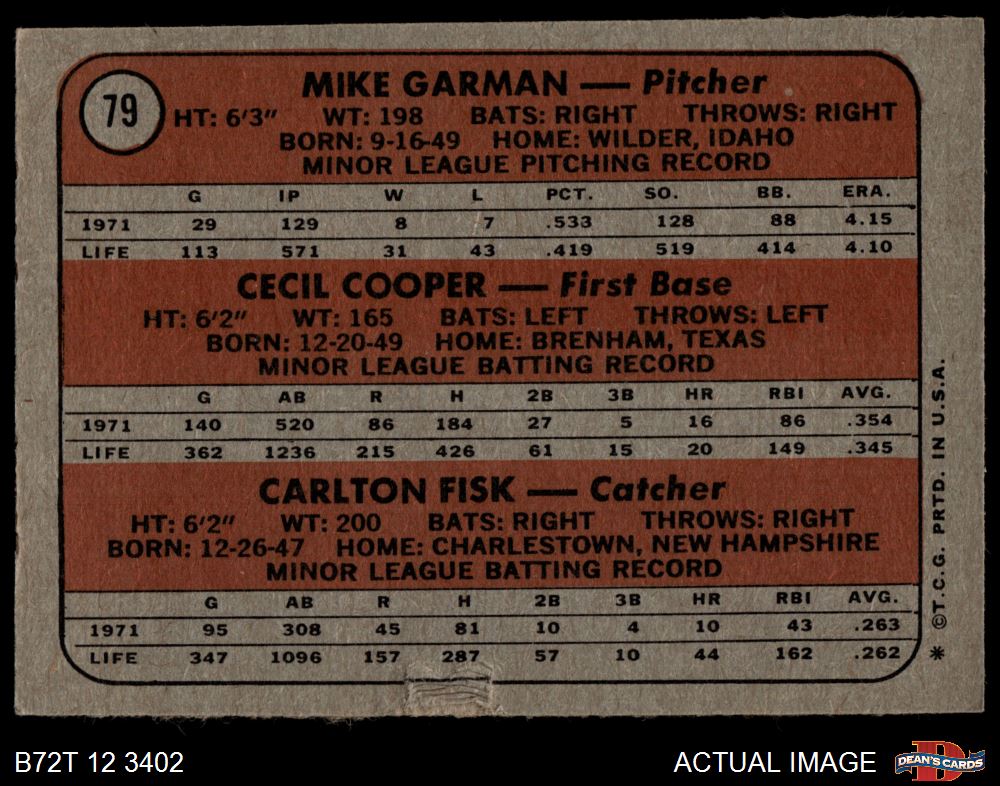 79
MIKE GARMAN — Pitcher
HT: 6'3" WT: 198 BATS: RIGHT THROWS: RIGHT
BORN: 9-16-49 HOME: WILDER, IDAHO
MINOR LEAGUE PITCHING RECORD
G IP W L PCT. SO. BB. ERA.
1971 29 129 8 7 .533 128 88 4.15
LIFE 113 571 31 43 .419 519 414 4.10
CECIL COOPER — First Base
HT: 6'2" WT: 165 BATS: LEFT THROWS: LEFT
BORN: 12-20-49 HOME: BRENHAM, TEXAS
MINOR LEAGUE BATTING RECORD
G AB R H 2B 3B HR RBI AVG.
1971 140 520 86 184 27 5 16 86 .354
LIFE 362 1236 215 426 61 15 20 149 .345
CARLTON FISK — Catcher
HT: 6'2" WT: 200 BATS: RIGHT THROWS: RIGHT
BORN: 12-26-47 HOME: CHARLESTOWN, NEW HAMPSHIRE
MINOR LEAGUE BATTING RECORD
G AB R H 2B 3B HR RBI AVG.
1971 95 308 45 81 10 4 10 43 .263
LIFE 347 1096 157 287 57 10 44 162 .262
* ©T.C.G. PRTD. IN U.S.A.
B72T 12 3402
ACTUAL IMAGE
D
DEAN'S CARDS